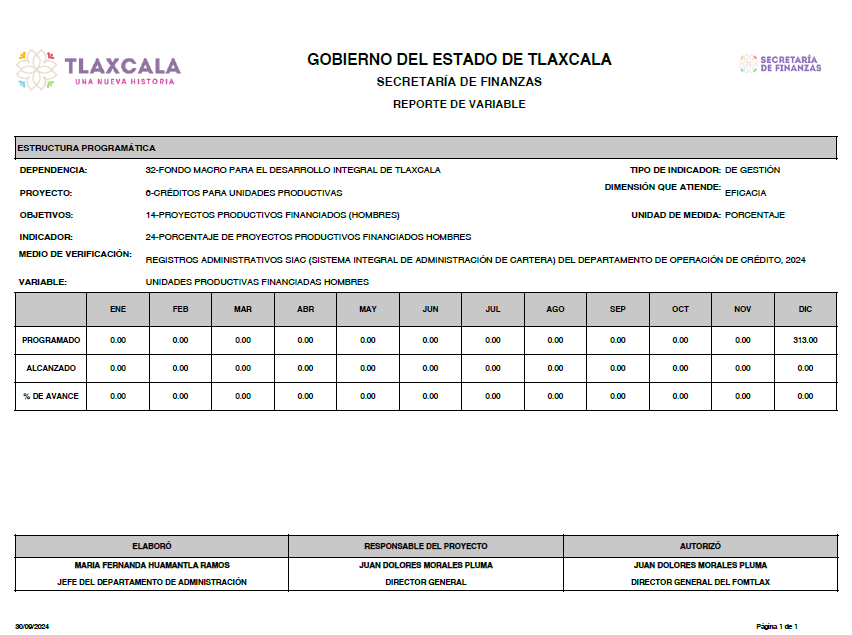 TLAXCALA
UNA NUEVA HISTORIA
GOBIERNO DEL ESTADO DE TLAXCALA
SECRETARÍA DE FINANZAS
REPORTE DE VARIABLE
SECRETARÍA
DE FINANZAS
ESTRUCTURA PROGRAMÁTICA
DEPENDENCIA: 32-FONDO MACRO PARA EL DESARROLLO INTEGRAL DE TLAXCALA TIPO DE INDICADOR: DE GESTIÓN
PROYECTO: 6-CRÉDITOS PARA UNIDADES PRODUCTIVAS DIMENSIÓN QUE ATIENDE: EFICACIA
OBJETIVOS: 14-PROYECTOS PRODUCTIVOS FINANCIADOS (HOMBRES) UNIDAD DE MEDIDA: PORCENTAJE
INDICADOR: 24-PORCENTAJE DE PROYECTOS PRODUCTIVOS FINANCIADOS HOMBRES
MEDIO DE VERIFICACIÓN: REGISTROS ADMINISTRATIVOS SIAC (SISTEMA INTEGRAL DE ADMINISTRACIÓN DE CARTERA) DEL DEPARTAMENTO DE OPERACIÓN DE CRÉDITO, 2024
VARIABLE: UNIDADES PRODUCTIVAS FINANCIADAS HOMBRES
ENE FEB MAR ABR MAY JUN JUL AGO SEP OCT NOV DIC
PROGRAMADO 0.00 0.00 0.00 0.00 0.00 0.00 0.00 0.00 0.00 0.00 0.00 313.00
ALCANZADO 0.00 0.00 0.00 0.00 0.00 0.00 0.00 0.00 0.00 0.00 0.00 0.00
% DE AVANCE 0.00 0.00 0.00 0.00 0.00 0.00 0.00 0.00 0.00 0.00 0.00 0.00
ELABORÓ RESPONSABLE DEL PROYECTO AUTORIZÓ
MARIA FERNANDA HUAMANTLA RAMOS JUAN DOLORES MORALES PLUMA JUAN DOLORES MORALES PLUMA
JEFE DEL DEPARTAMENTO DE ADMINISTRACIÓN DIRECTOR GENERAL DIRECTOR GENERAL DEL FOMTLAX
30/09/2024 Página 1 de 1